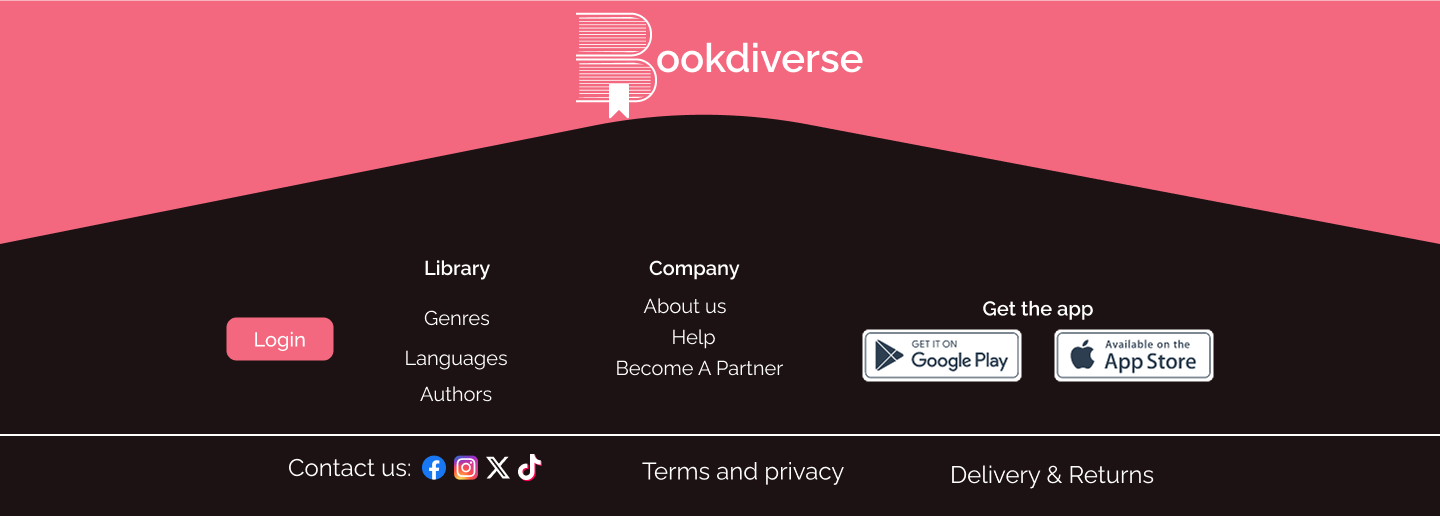 Bookdiverse
Library
Genres
Languages
Authors
Company
About us
Help
Become A Partner
Login
Get the app
GET IT ON
Google Play
Available on the
App Store
Contact us:
Terms and privacy
Delivery & Returns